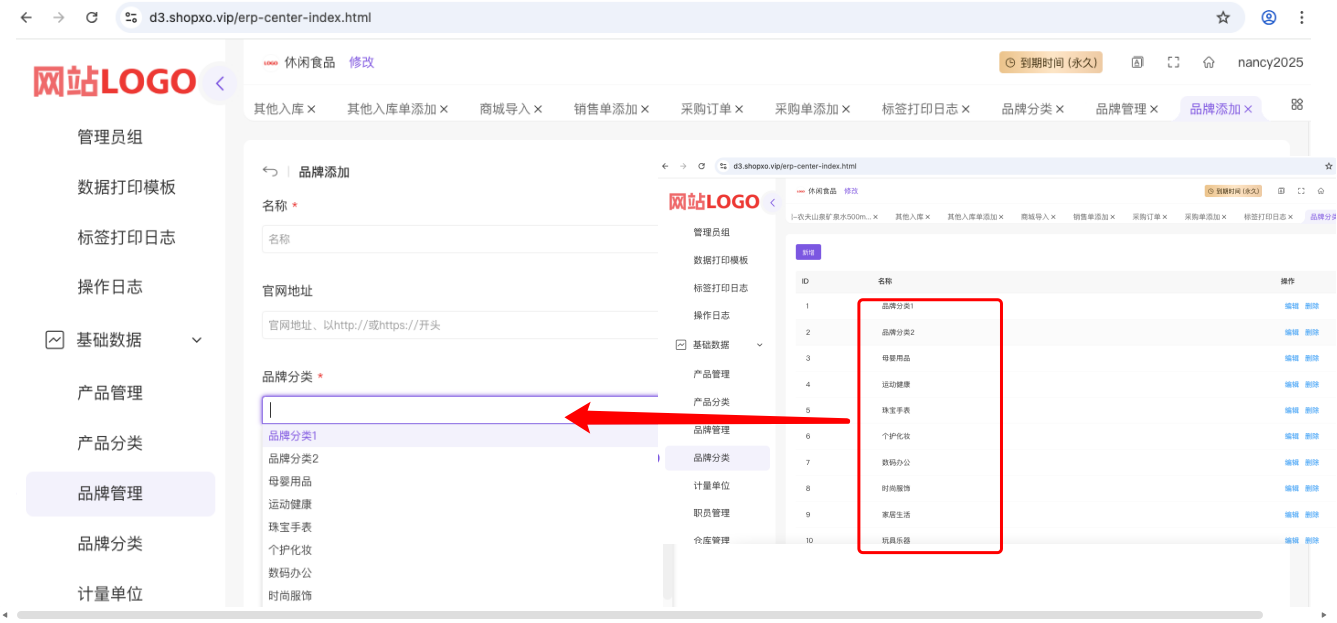 d3.shopxo.vip/erp-center-index.html
网站LOGO
休闲食品 修改
到期时间 (永久)
nancy2025
其他入库 ×
其他入库单添加 ×
商城导入 ×
销售单添加 ×
采购订单 ×
采购单添加 ×
标签打印日志 ×
品牌分类 ×
品牌管理 ×
品牌添加 ×
管理员组
数据打印模板
标签打印日志
操作日志
基础数据
产品管理
产品分类
品牌管理
品牌分类
计量单位
品牌添加
名称 *
名称
官网地址
官网地址、以http://或https://开头
品牌分类 *
品牌分类1
品牌分类2
母婴用品
运动健康
珠宝手表
个护化妆
数码办公
时尚服饰
d3.shopxo.vip/erp-center-index.html
网站LOGO
休闲食品 修改
到期时间 (永久)
|--农夫山泉矿泉水500m... ×
其他入库 ×
其他入库单添加 ×
商城导入 ×
销售单添加 ×
采购订单 ×
采购单添加 ×
标签打印日志 ×
品牌分类
管理员组
数据打印模板
标签打印日志
操作日志
基础数据
产品管理
产品分类
品牌管理
品牌分类
计量单位
职员管理
仓库管理
新增
ID 名称 操作
1 品牌分类1 编辑 删除
2 品牌分类2 编辑 删除
3 母婴用品 编辑 删除
4 运动健康 编辑 删除
5 珠宝手表 编辑 删除
6 个护化妆 编辑 删除
7 数码办公 编辑 删除
8 时尚服饰 编辑 删除
9 家居生活 编辑 删除
10 玩具乐器 编辑 删除